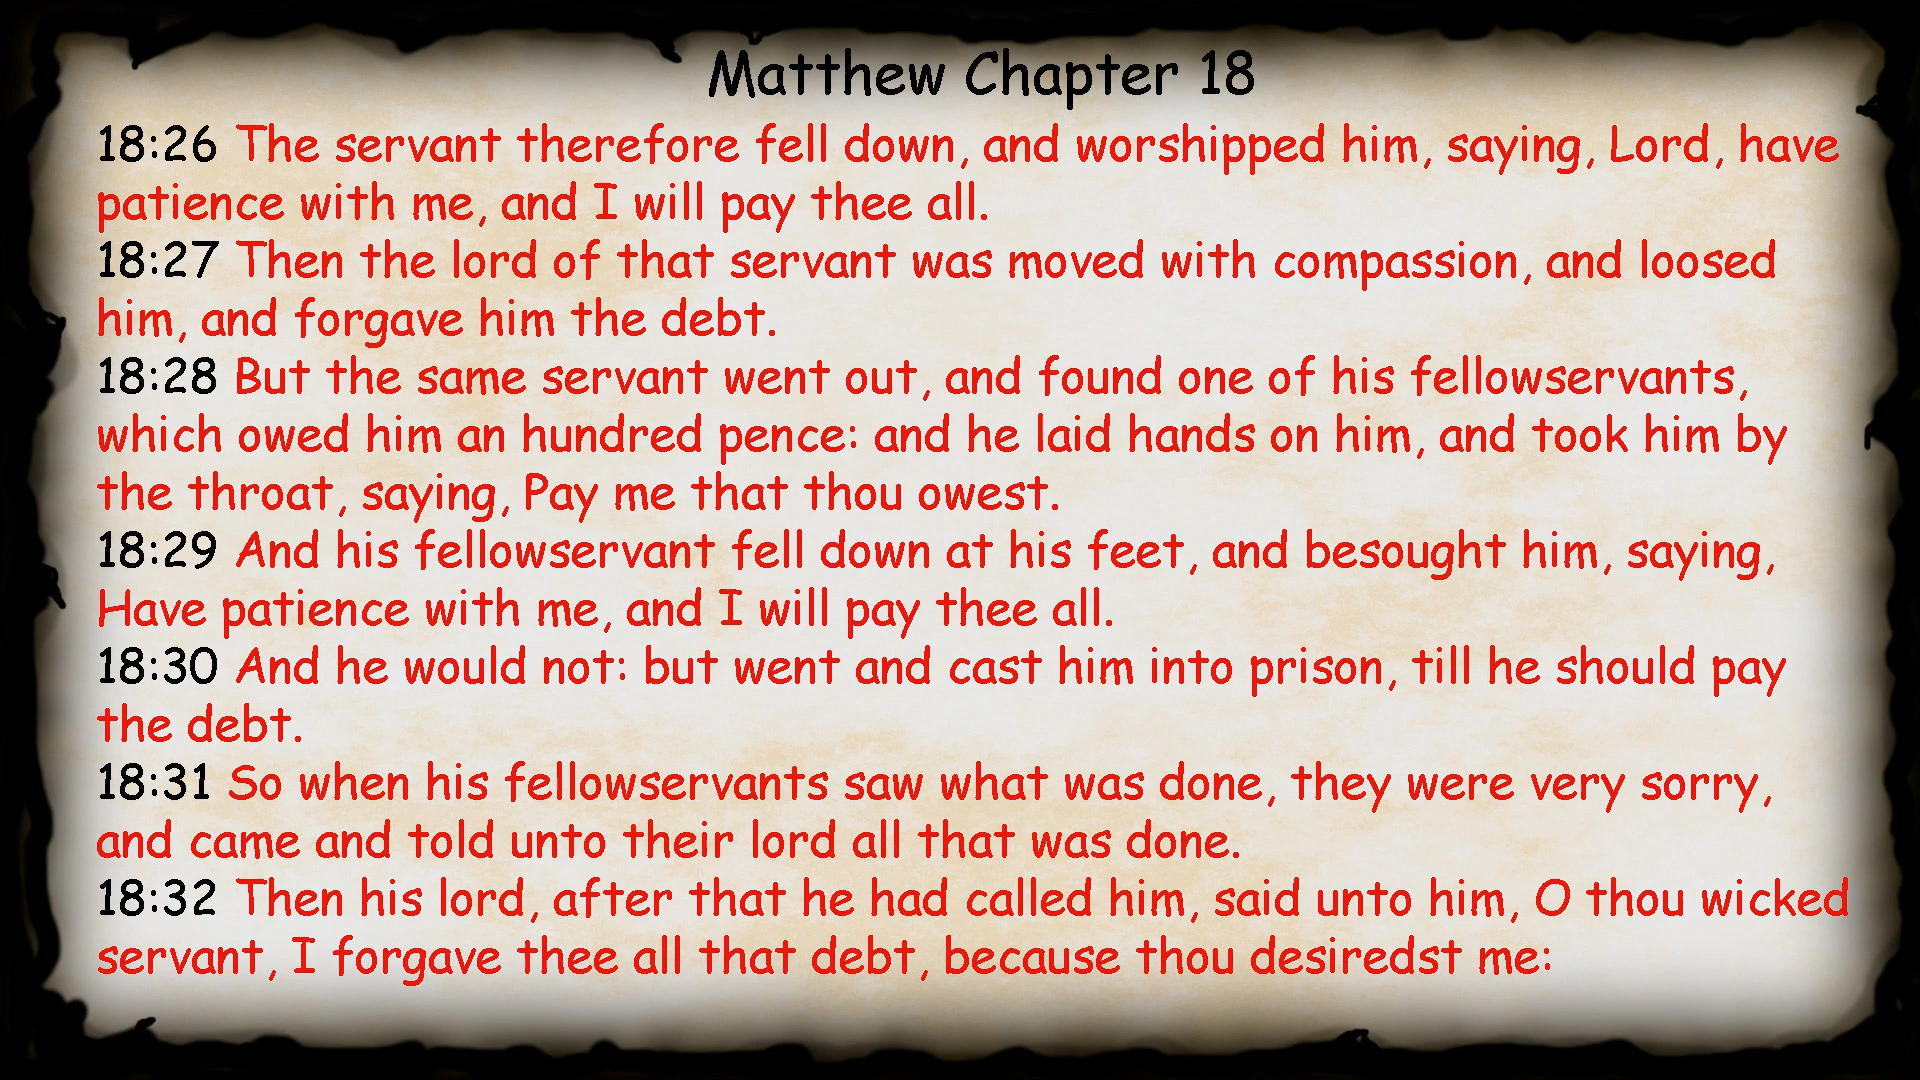 Matthew Chapter 18
18:26 The servant therefore fell down, and worshipped him, saying, Lord, have
patience with me, and I will pay thee all.
18:27 Then the lord of that servant was moved with compassion, and loosed
him, and forgave him the debt.
18:28 But the same servant went out, and found one of his fellowservants,
which owed him an hundred pence: and he laid hands on him, and took him by
the throat, saying, Pay me that thou owest.
18:29 And his fellowservant fell down at his feet, and besought him, saying,
Have patience with me, and I will pay thee all.
18:30 And he would not: but went and cast him into prison, till he should pay
the debt.
18:31 So when his fellowservants saw what was done, they were very sorry,
and came and told unto their lord all that was done.
18:32 Then his lord, after that he had called him, said unto him, O thou wicked
servant, I forgave thee all that debt, because thou desiredst me: